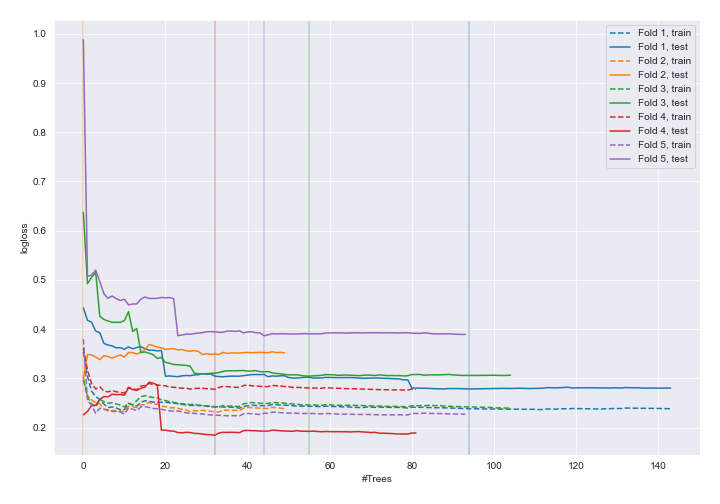 1.0
0.9
0.8
0.7
0.6
0.5
0.4
0.3
0.2
logloss
0
20
40
60
80
100
120
140
#Trees
Fold 1, train
Fold 1, test
Fold 2, train
Fold 2, test
Fold 3, train
Fold 3, test
Fold 4, train
Fold 4, test
Fold 5, train
Fold 5, test